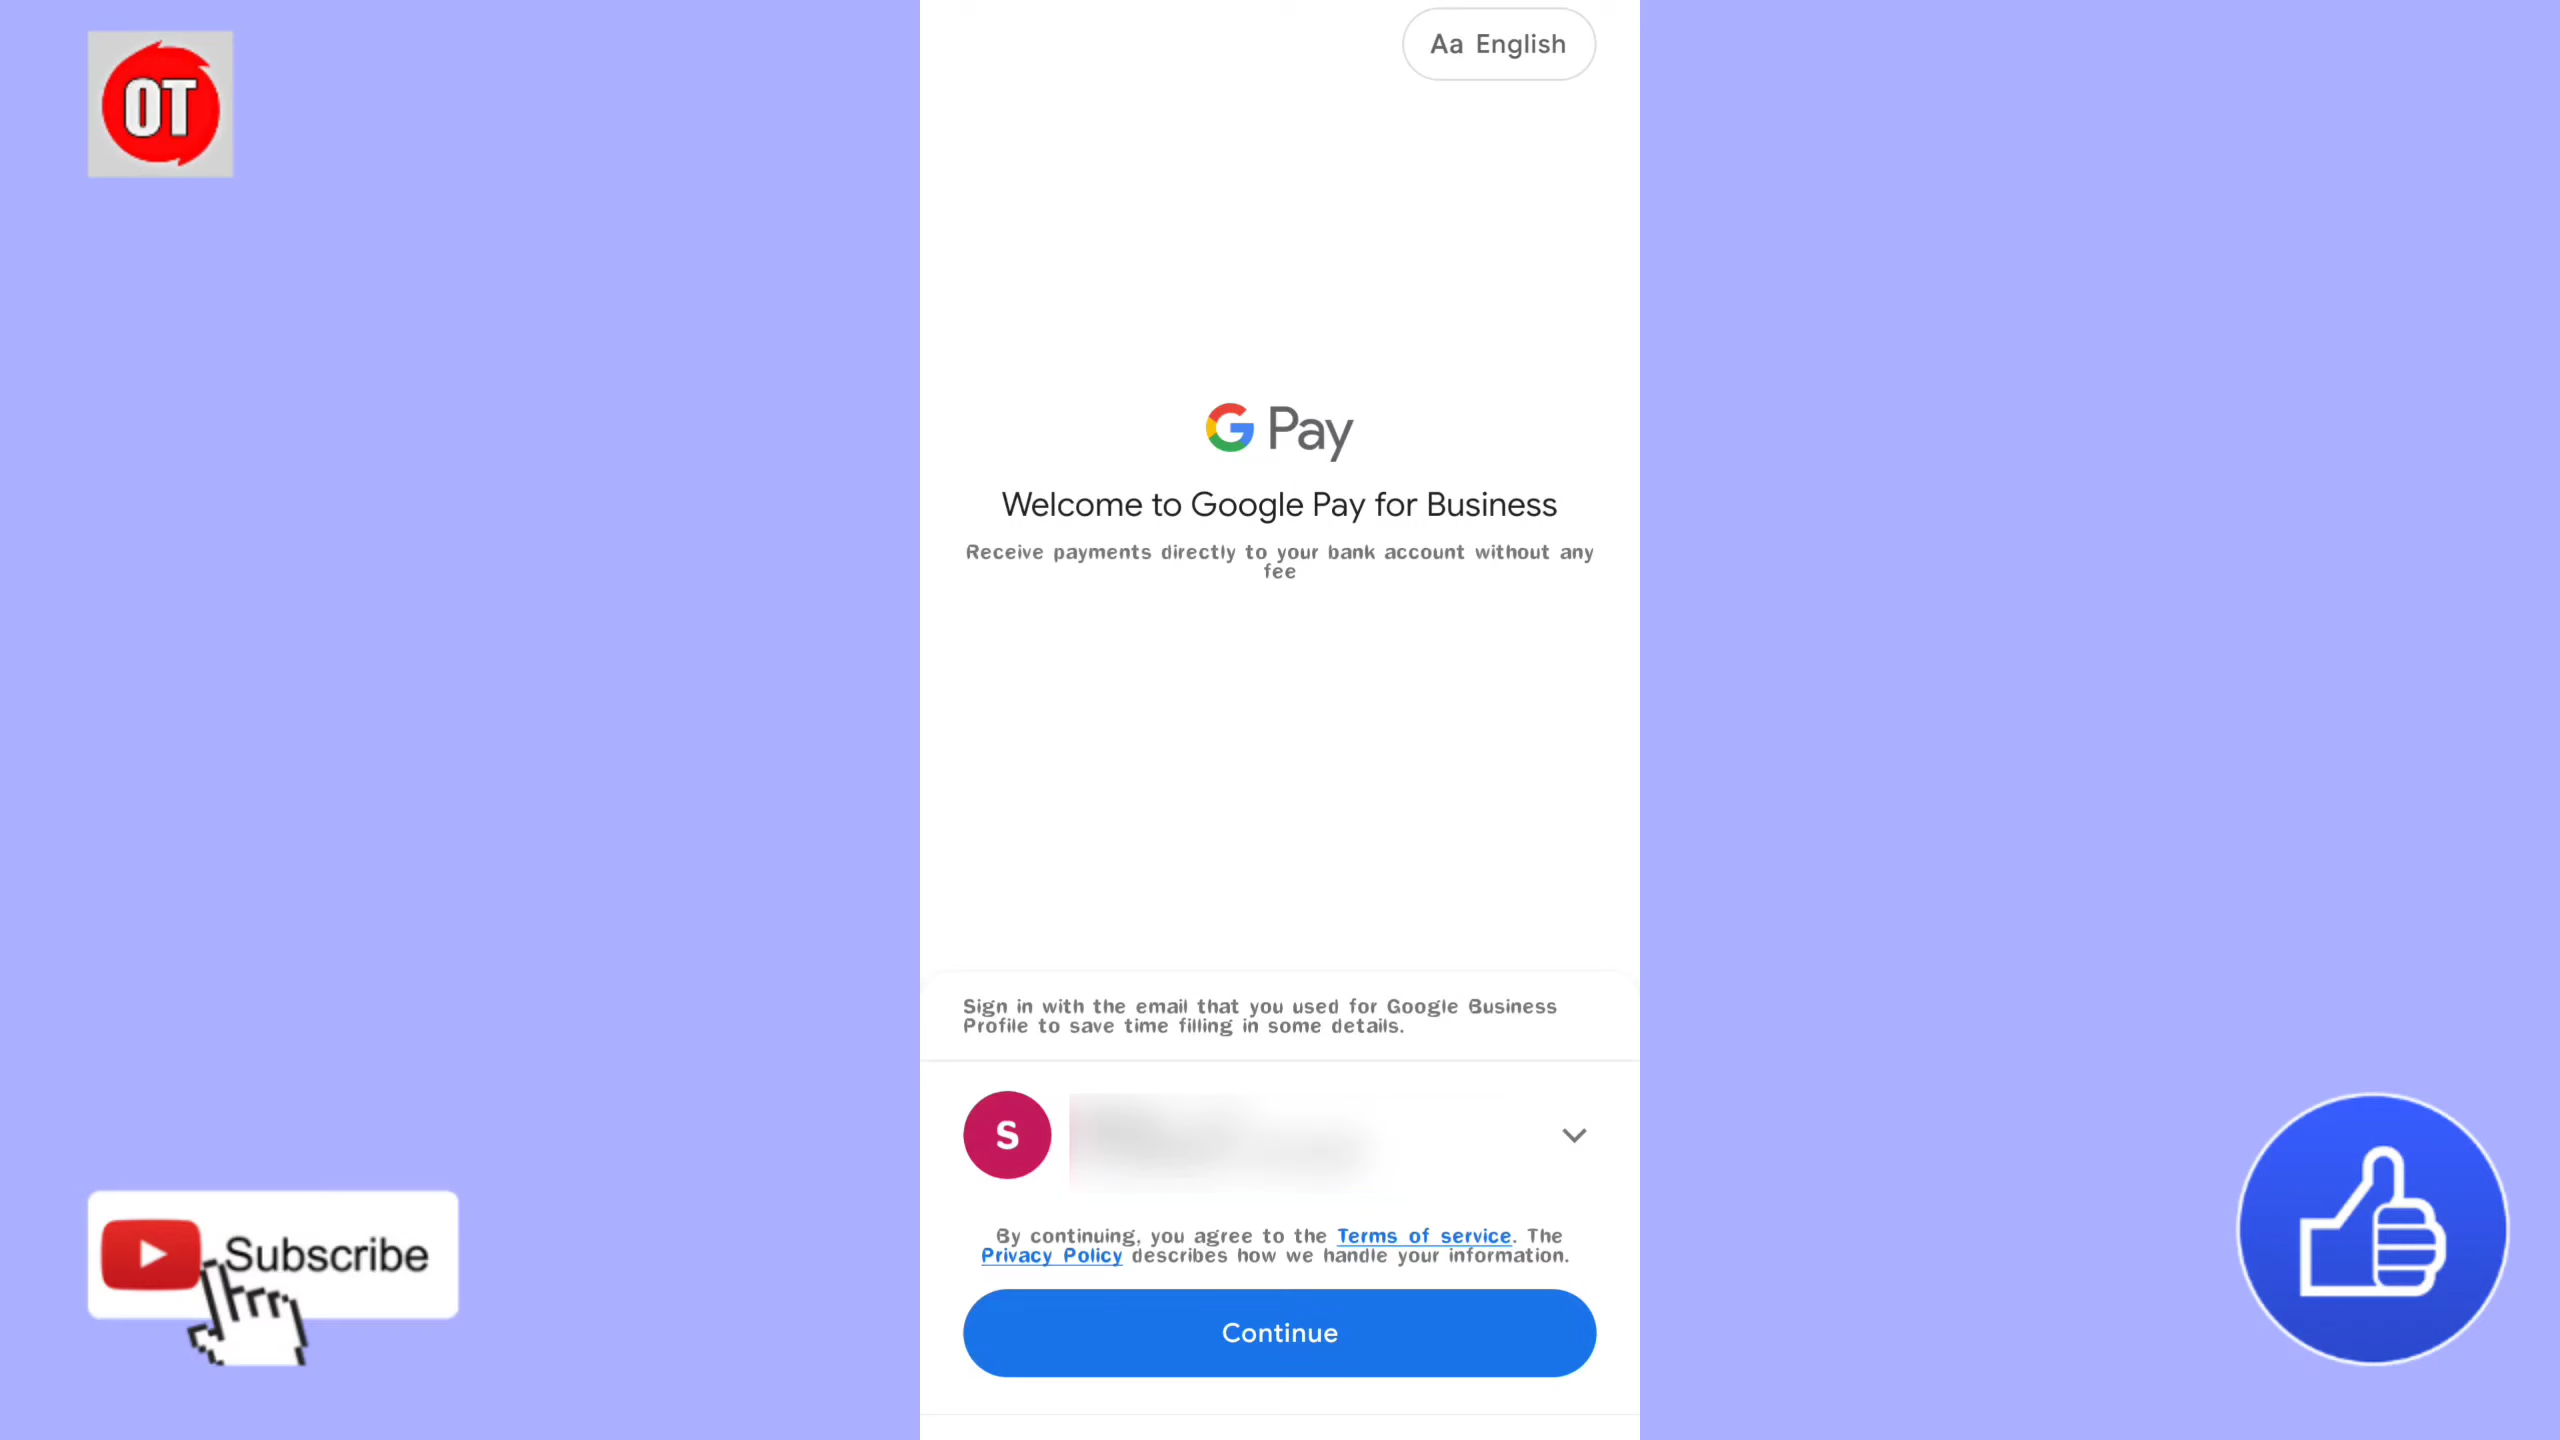 OT
Aa English
G Pay
Welcome to Google Pay for Business
Receive payments directly to your bank account without any
fee
Sign in with the email that you used for Google Business
Profile to save time filling in some details.
S
By continuing, you agree to the Terms of service. The
Privacy Policy describes how we handle your information.
Continue
Subscribe